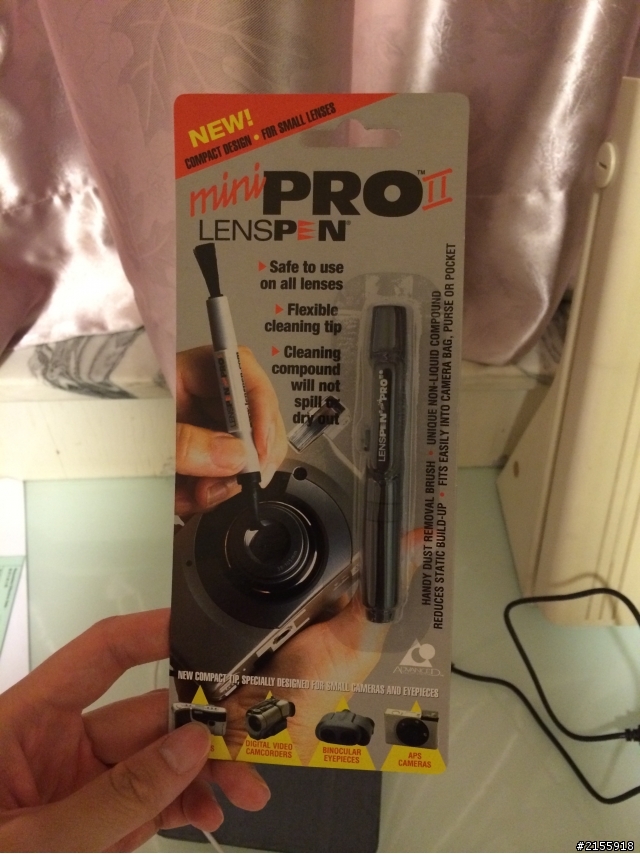 NEW!
COMPACT DESIGN • FOR SMALL LENSES
miniPRO™II
LENSPEN®
Safe to use
on all lenses
Flexible
cleaning tip
Cleaning
compound
will not
spill or
dry out
LENSPEN PRO
HANDY DUST REMOVAL BRUSH • UNIQUE NON-LIQUID COMPOUND
REDUCES STATIC BUILD-UP • FITS EASILY INTO CAMERA BAG, PURSE OR POCKET
NEW COMPACT TIP, SPECIALLY DESIGNED FOR SMALL CAMERAS AND EYEPIECES
DIGITAL VIDEO
CAMCORDERS
BINOCULAR
EYEPIECES
APS
CAMERAS
#2155918